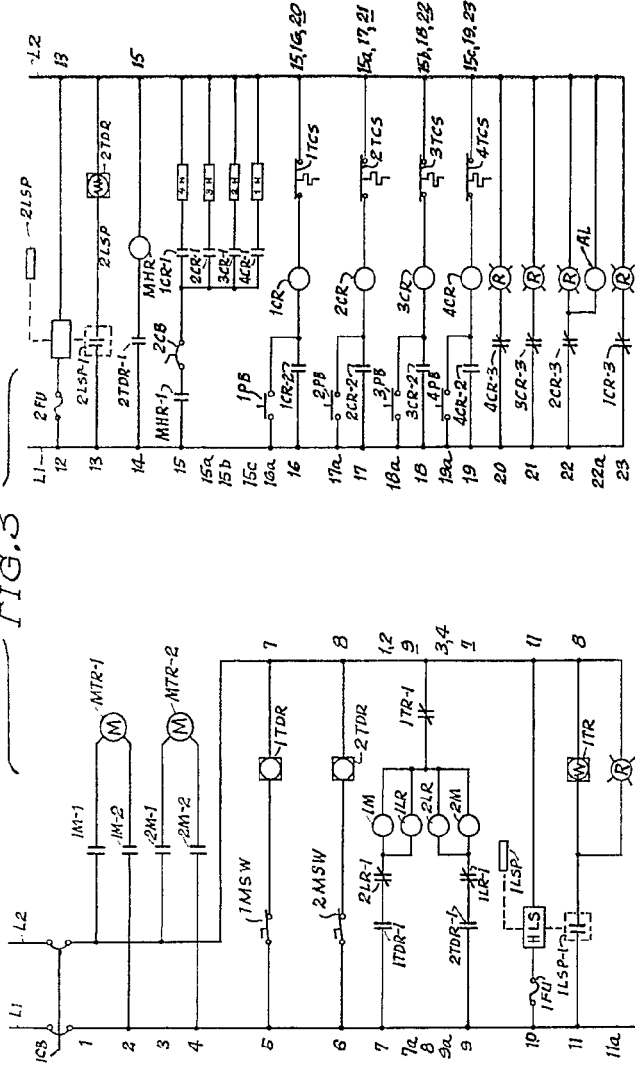 FIG. 3
L1
L2
1CB
1
1M-1
MTR-1
M
2
1M-2
3
2M-1
MTR-2
M
4
2M-2
5
1MSW
1TDR
7
6
2MSW
2TDR
8
7
1TDR-1
2LR-1
1M
1,2
9
7a
1LR
8
1TR-1
9a
2LR
3,4
7
9
2TDR-1
1LR-1
2M
10
1FU
HLS
1LSP
11
11
1LSP-1
1TR
8
11a
R
L1
L2
12
2FU
2LSP
13
13
2LSP-1
2LSP
2TDR
14
2TDR-1
MHR
15
15
MHR-1
2CB
1CR-1
4H
15a
2CR-1
3H
15b
3CR-1
2H
15c
4CR-1
1H
16a
1PB
16
1CR-2
1CR
1TCS
15,16,20
17a
2PB
17
2CR-2
2CR
2TCS
15a,17,21
18a
3PB
18
3CR-2
3CR
3TCS
15b,18,22
19a
4PB
19
4CR-2
4CR
4TCS
15c,19,23
20
4CR-3
R
21
3CR-3
R
22
2CR-3
R
22a
AL
23
1CR-3
R